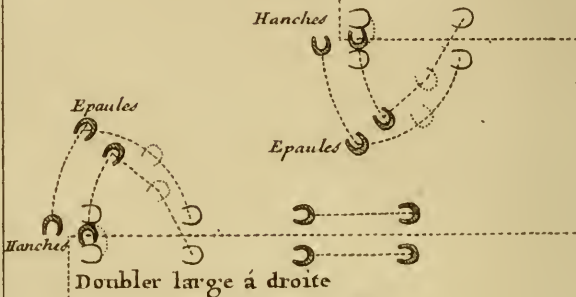 Hanches
Epaules
Epaules
Hanches
Doubler large á droite